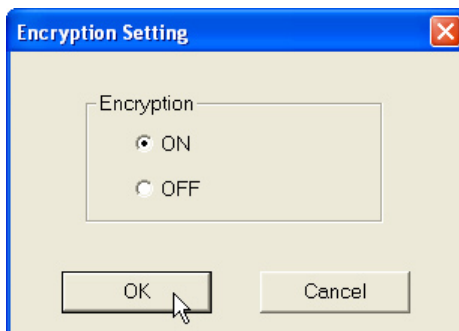 Encryption Setting
Encryption
ON
OFF
OK
Cancel